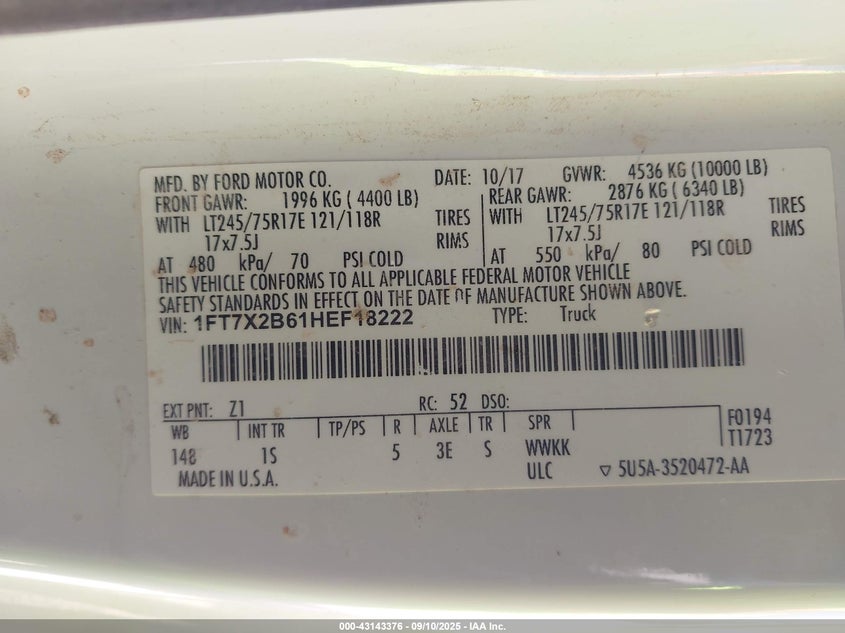 MFD. BY FORD MOTOR CO. DATE: 10/17 GVWR: 4536 KG (10000 LB)
FRONT GAWR: 1996 KG ( 4400 LB) REAR GAWR: 2876 KG ( 6340 LB)
WITH LT245/75R17E 121/118R TIRES WITH LT245/75R17E 121/118R TIRES
17x7.5J RIMS 17x7.5J RIMS
AT 480 kPa/ 70 PSI COLD AT 550 kPa/ 80 PSI COLD
THIS VEHICLE CONFORMS TO ALL APPLICABLE FEDERAL MOTOR VEHICLE
SAFETY STANDARDS IN EFFECT ON THE DATE OF MANUFACTURE SHOWN ABOVE.
VIN: 1FT7X2B61HEF18222 TYPE: Truck
EXT PNT: Z1 RC: 52 DSO:
WB INT TR TP/PS R AXLE TR SPR F0194
148 1S 5 3E S WWKK T1723
MADE IN U.S.A. ULC ▽ 5U5A-3520472-AA
000-43143376 - 09/10/2025 - IAA Inc.